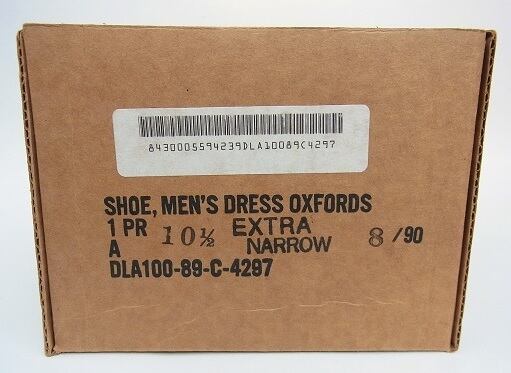 8430005594239DLA10089C4297
SHOE, MEN'S DRESS OXFORDS
1 PR 10½ EXTRA
A NARROW 8/90
DLA100-89-C-4297